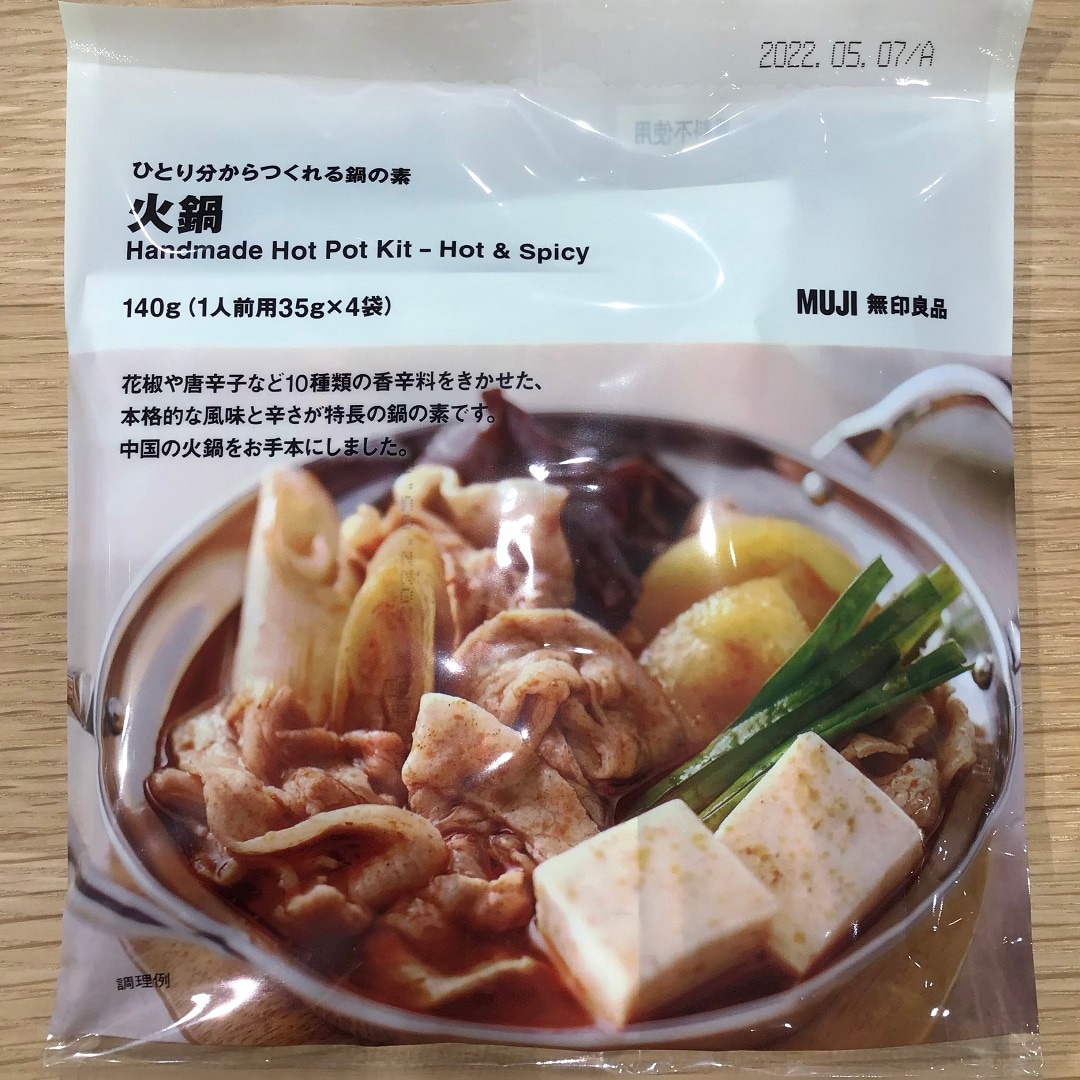 2022.05.07/A
料不使用
ひとり分からつくれる鍋の素
火鍋
Handmade Hot Pot Kit – Hot & Spicy
140g（1人前用35g×4袋）
MUJI 無印良品
花椒や唐辛子など10種類の香辛料をきかせた、
本格的な風味と辛さが特長の鍋の素です。
中国の火鍋をお手本にしました。
調理例